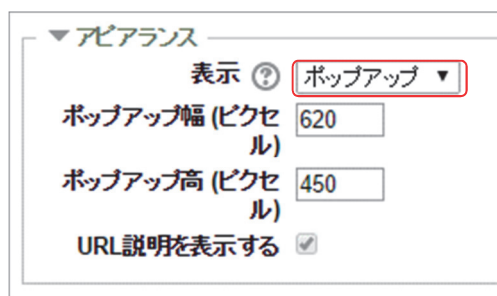 ▼アピアランス
表示 ? ポップアップ ▼
ポップアップ幅 (ピクセ 620
ル)
ポップアップ高 (ピクセ 450
ル)
URL説明を表示する